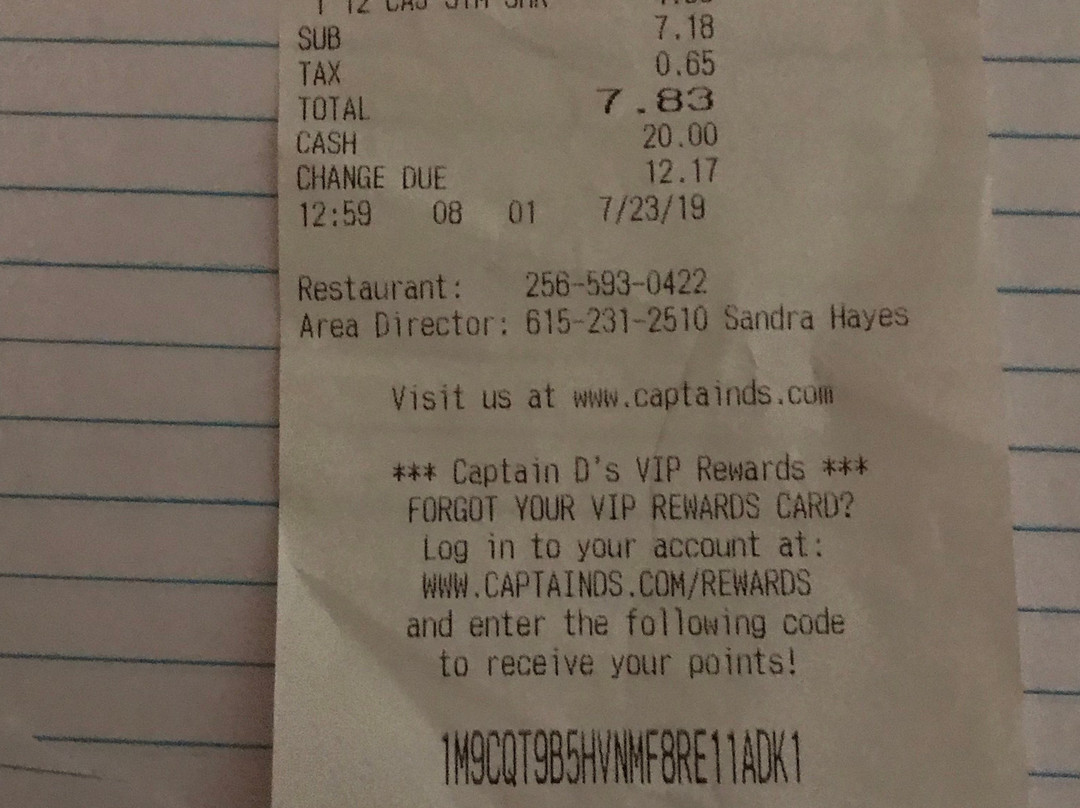 SUB 7.18
TAX 0.65
TOTAL 7.83
CASH 20.00
CHANGE DUE 12.17
12:59 08 01 7/23/19
Restaurant: 256-593-0422
Area Director: 615-231-2510 Sandra Hayes
Visit us at www.captainds.com
*** Captain D's VIP Rewards ***
FORGOT YOUR VIP REWARDS CARD?
Log in to your account at:
WWW.CAPTAINDS.COM/REWARDS
and enter the following code
to receive your points!
1M9CQT9B5HVNMF8RE11ADK1